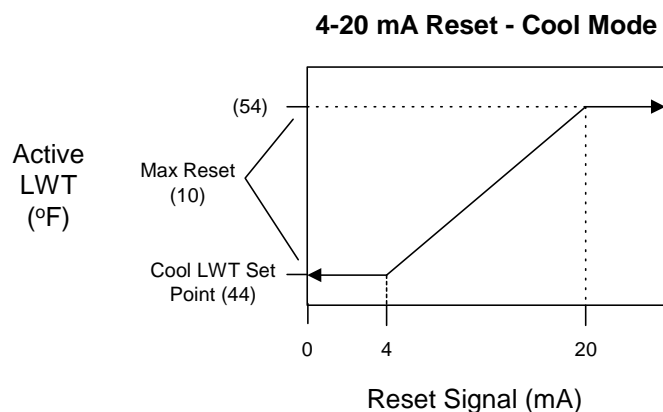 4-20 mA Reset - Cool Mode
(54)
Active
LWT
(oF)
Max Reset
(10)
Cool LWT Set
Point (44)
0
4
20
Reset Signal (mA)